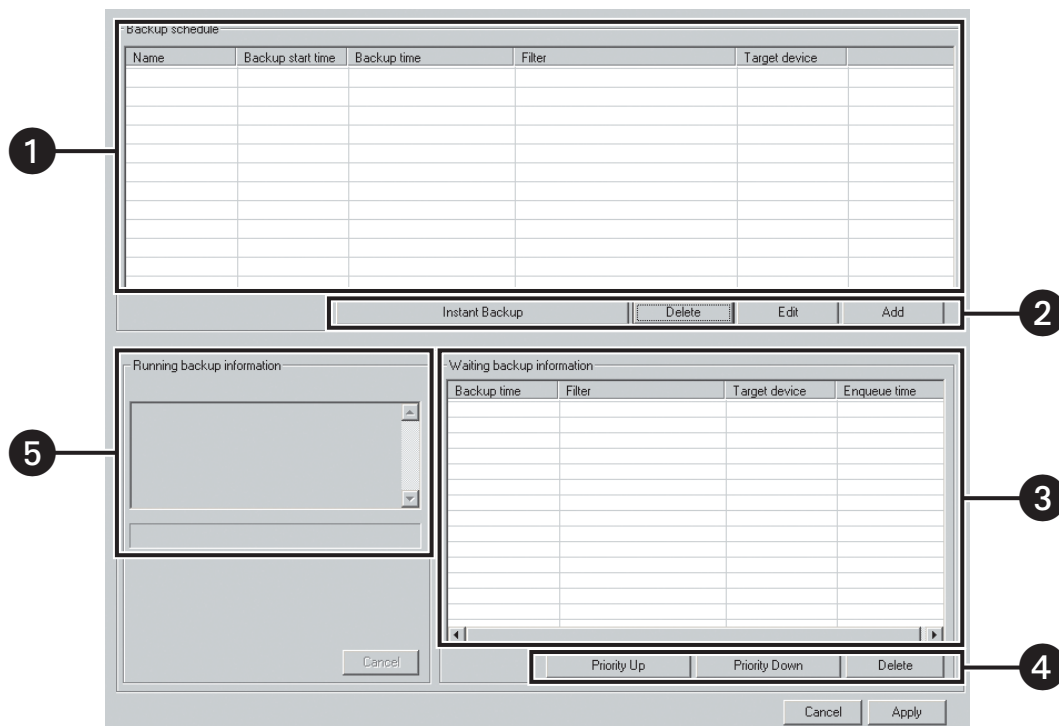 Backup schedule
Name Backup start time Backup time Filter Target device
1
Instant Backup Delete Edit Add
2
Running backup information
Waiting backup information
Backup time Filter Target device Enqueue time
5
3
Cancel
Priority Up Priority Down Delete
4
Cancel Apply